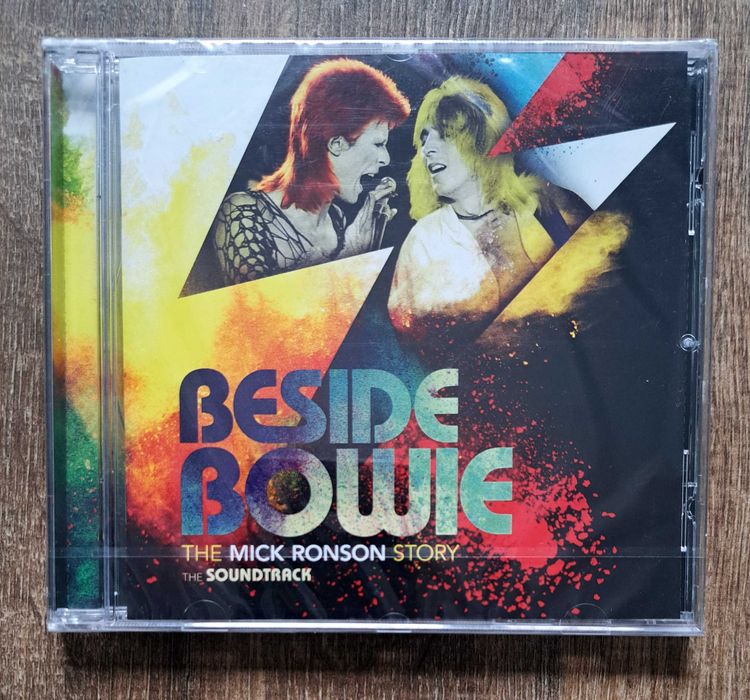 BESIDE
BOWIE
THE MICK RONSON STORY
THE SOUNDTRACK